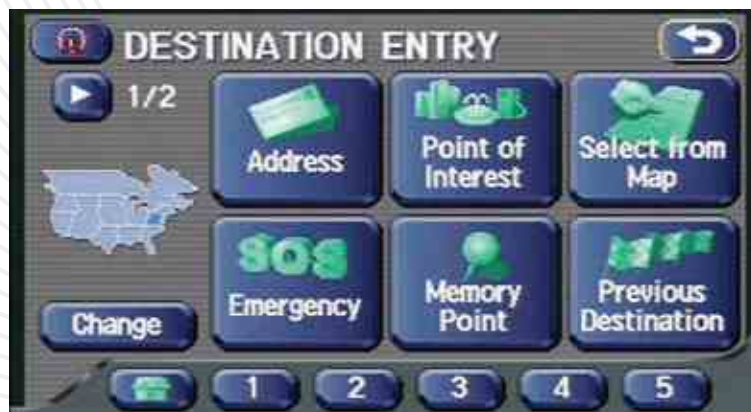 DESTINATION ENTRY
1/2
Address
Point of
Interest
Select from
Map
SOS
Emergency
Memory
Point
Previous
Destination
Change
1 2 3 4 5